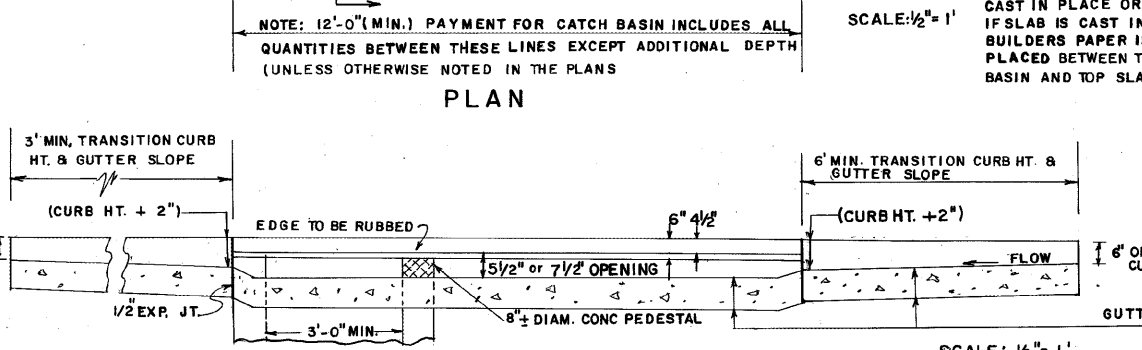 NOTE: 12'-0"(MIN.) PAYMENT FOR CATCH BASIN INCLUDES ALL
QUANTITIES BETWEEN THESE LINES EXCEPT ADDITIONAL DEPTH
(UNLESS OTHERWISE NOTED IN THE PLANS
SCALE:½"=1'
CAST IN PLACE OR
IF SLAB IS CAST IN
BUILDERS PAPER
PLACED BETWEEN
BASIN AND TOP
PLAN
3' MIN, TRANSITION CURB
HT. & GUTTER SLOPE
6' MIN. TRANSITION CURB HT. &
GUTTER SLOPE
(CURB HT. + 2")
EDGE TO BE RUBBED
6" 4½"
(CURB HT. +2")
FLOW
6"
5½" or 7½" OPENING
1/2" EXP. JT.
3'-0" MIN.
8"± DIAM. CONC PEDESTAL